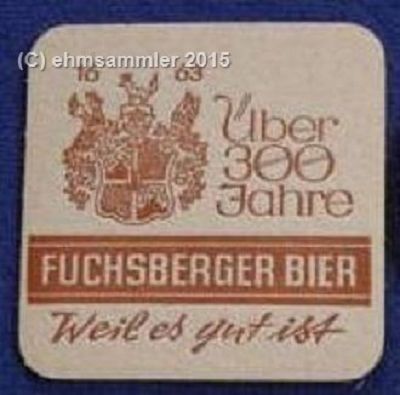 (C) ehmsammler 2015
16 63
Über
300
Jahre
FUCHSBERGER BIER
Weil es gut ist